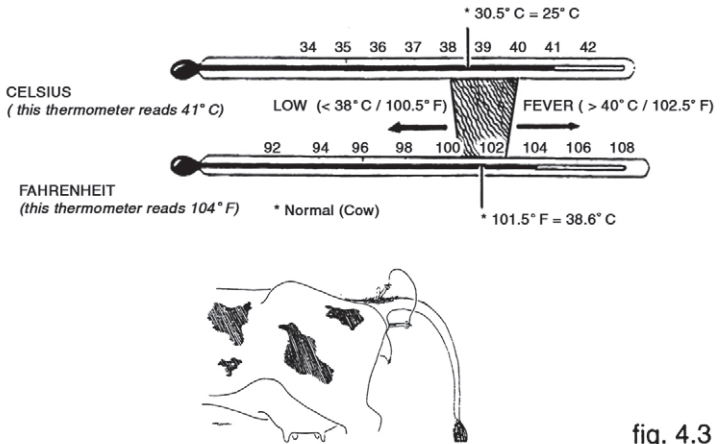 * 30.5° C = 25° C
34 35 36 37 38 39 40 41 42
CELSIUS
( this thermometer reads 41° C)
LOW (< 38° C / 100.5° F)
FEVER ( > 40° C / 102.5° F)
92 94 96 98 100 102 104 106 108
FAHRENHEIT
(this thermometer reads 104° F)
* Normal (Cow)
* 101.5° F = 38.6° C
fig. 4.3